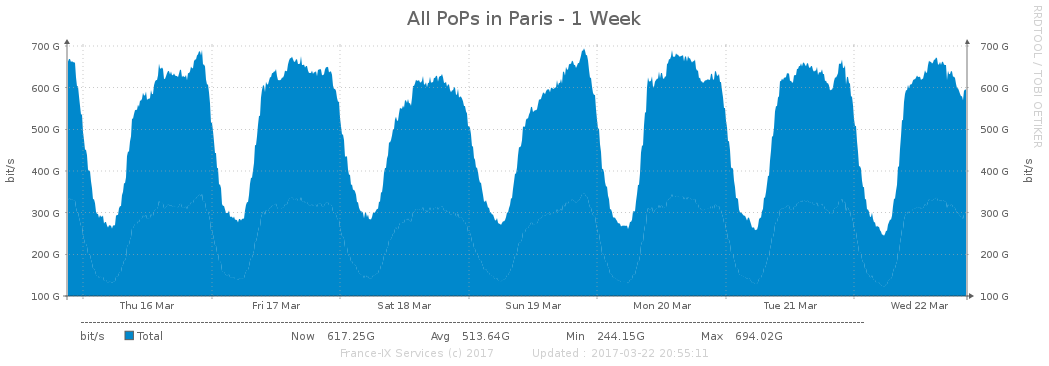 All PoPs in Paris - 1 Week
RRDTOOL / TOBI OETIKER
700 G 700 G
600 G 600 G
500 G 500 G
400 G 400 G
300 G 300 G
200 G 200 G
100 G 100 G
bit/s bit/s
Thu 16 Mar Fri 17 Mar Sat 18 Mar Sun 19 Mar Mon 20 Mar Tue 21 Mar Wed 22 Mar
bit/s Total Now 617.25G Avg 513.64G Min 244.15G Max 694.02G
France-IX Services (c) 2017 Updated : 2017-03-22 20:55:11